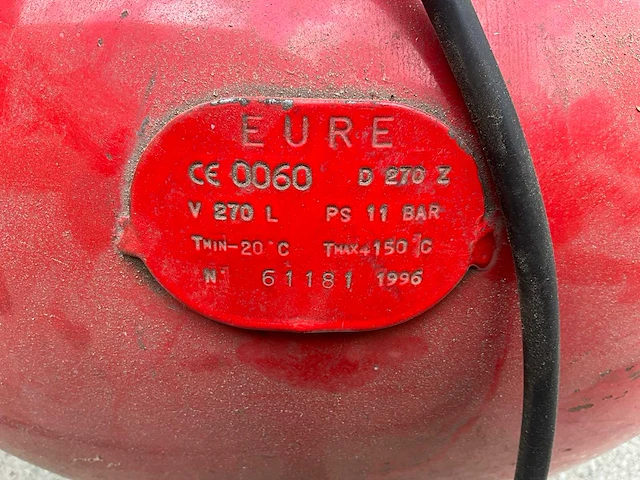 EURE
CE 0060 D 270 Z
V 270 L PS 11 BAR
TMIN-20°C TMAX+150°C
N° 61181 1996